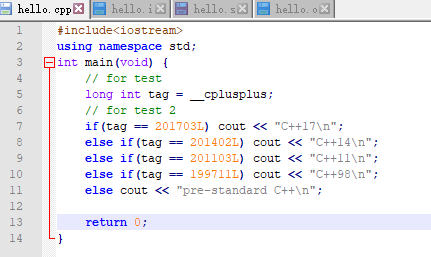 hello.cpp hello.i hello.s hello.o
1 #include<iostream>
2 using namespace std;
3 int main(void) {
4 // for test
5 long int tag = __cplusplus;
6 // for test 2
7 if(tag == 201703L) cout << "C++17\n";
8 else if(tag == 201402L) cout << "C++14\n";
9 else if(tag == 201103L) cout << "C++11\n";
10 else if(tag == 199711L) cout << "C++98\n";
11 else cout << "pre-standard C++\n";
12
13 return 0;
14 }